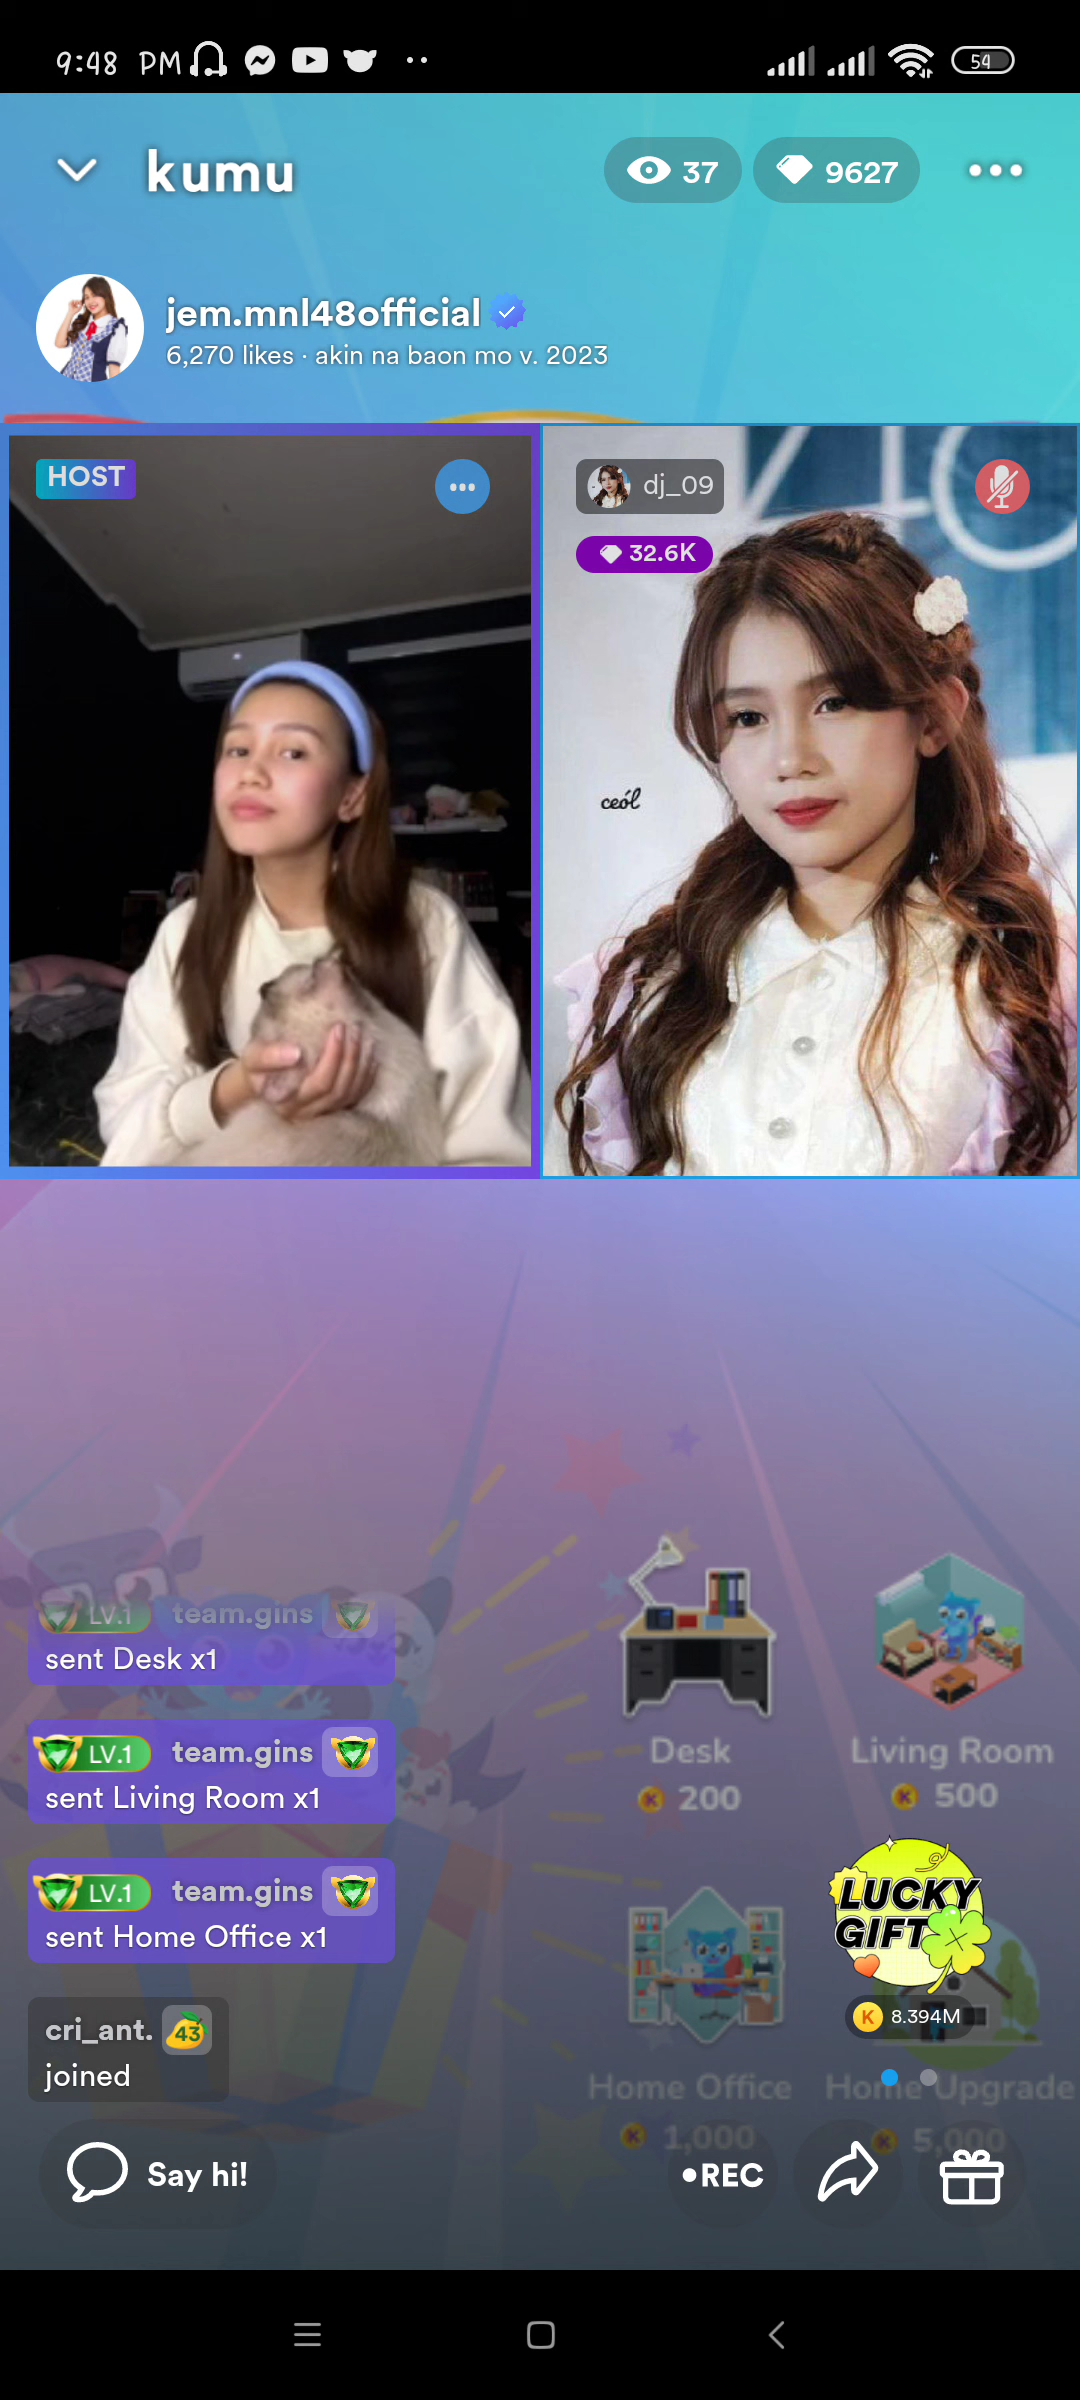 9:48 PM
54
kumu
37
9627
jem.mnl48official
6,270 likes · akin na baon mo v. 2023
HOST
dj_09
32.6K
ceól
LV.1 team.gins
sent Desk x1
LV.1 team.gins
sent Living Room x1
LV.1 team.gins
sent Home Office x1
cri_ant. 43
joined
Desk
200
Living Room
500
LUCKY
GIFT
K 8.394M
Home Office
1,000
Home Upgrade
5,000
Say hi!
•REC